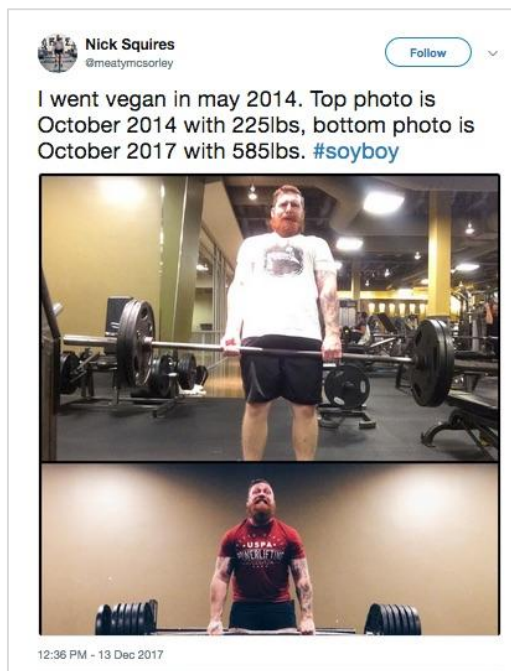 Nick Squires
@meatymcsorley
Follow
I went vegan in may 2014. Top photo is
October 2014 with 225lbs, bottom photo is
October 2017 with 585lbs. #soyboy
USPA
POWERLIFTING
12:36 PM - 13 Dec 2017